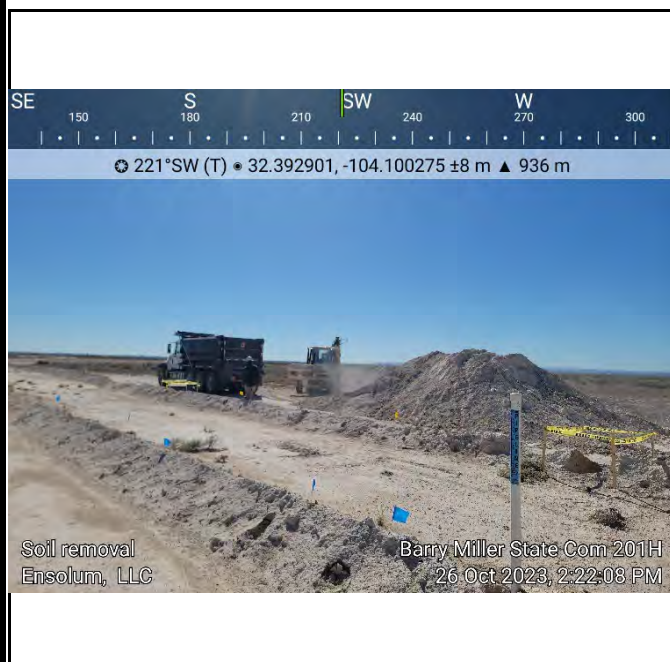 SE S SW W
150 180 210 240 270 300
221°SW (T) ● 32.392901, -104.100275 ±8 m ▲ 936 m
Soil removal
Ensolum, LLC
Barry Miller State Com 201H
26 Oct 2023, 2:22:08 PM